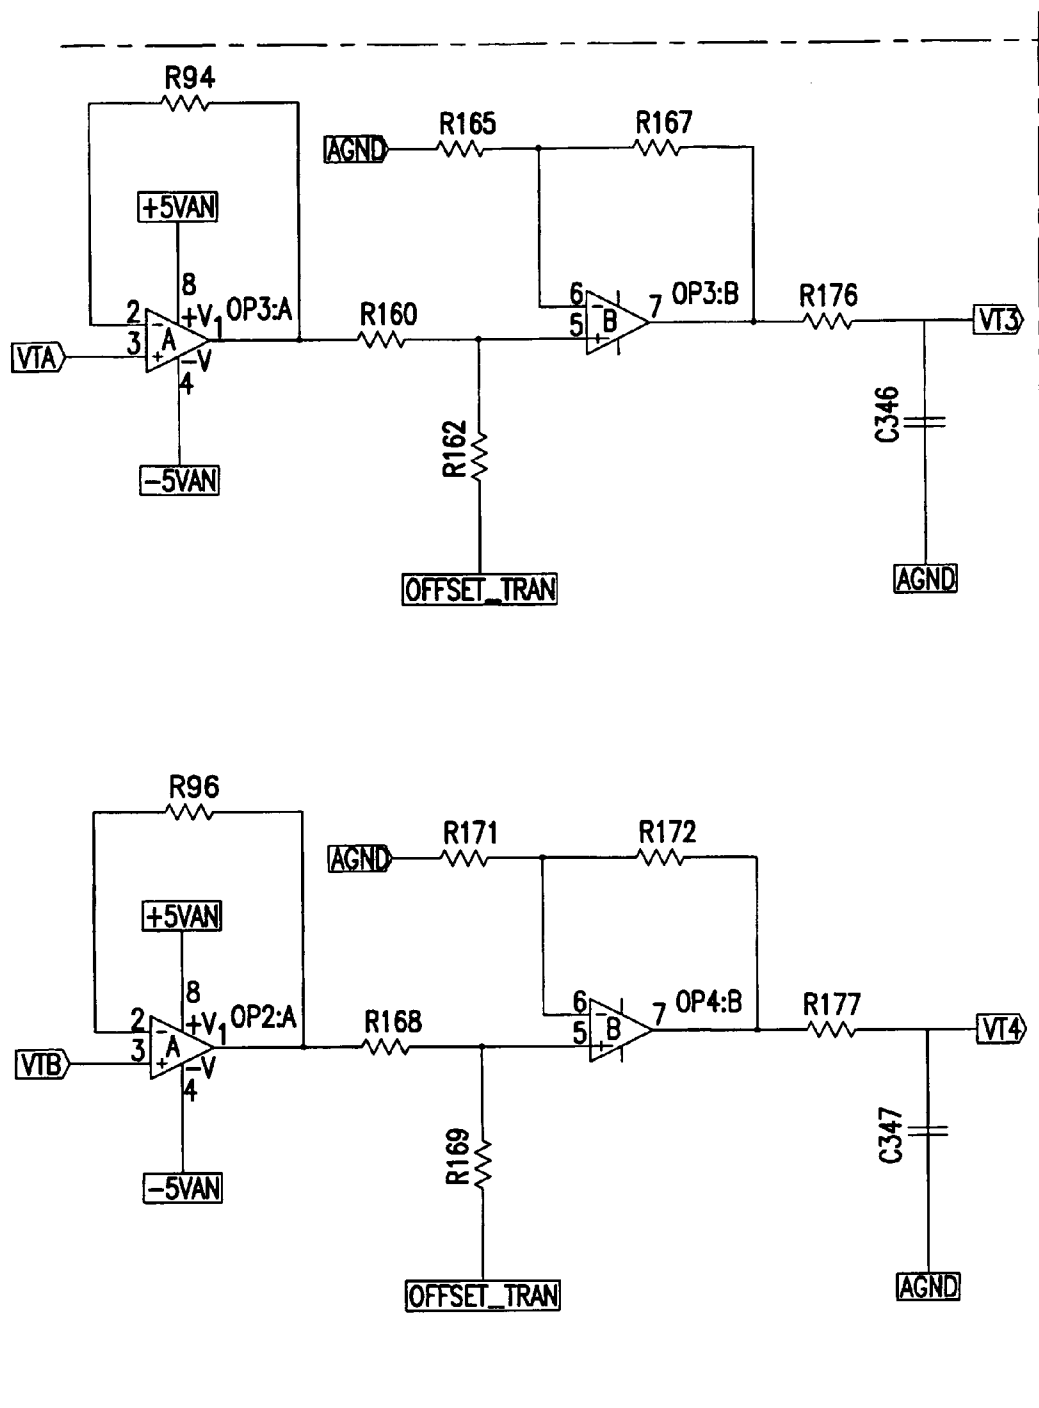 R94
R165
R167
AGND
+5VAN
8
OP3:A
2
- A +V 1
3
+ -V
4
VTA
R160
6
- B 7
5
+
OP3:B
R176
VT3
R162
C346
-5VAN
OFFSET_TRAN
AGND
R96
R171
R172
AGND
+5VAN
8
OP2:A
2
- A +V 1
3
+ -V
4
VTB
R168
6
- B 7
5
+
OP4:B
R177
VT4
R169
C347
-5VAN
OFFSET_TRAN
AGND